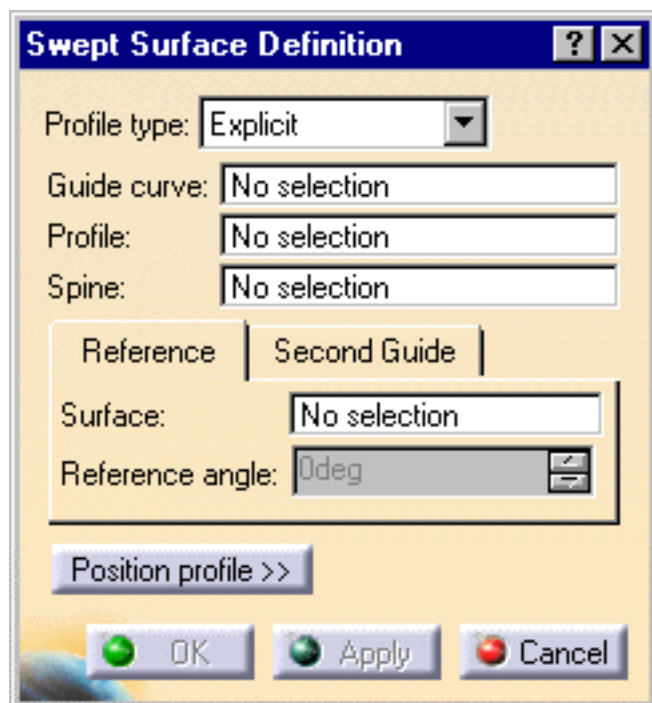 Swept Surface Definition ? X
Profile type: Explicit
Guide curve: No selection
Profile: No selection
Spine: No selection
Reference Second Guide
Surface: No selection
Reference angle: 0deg
Position profile >>
OK Apply Cancel